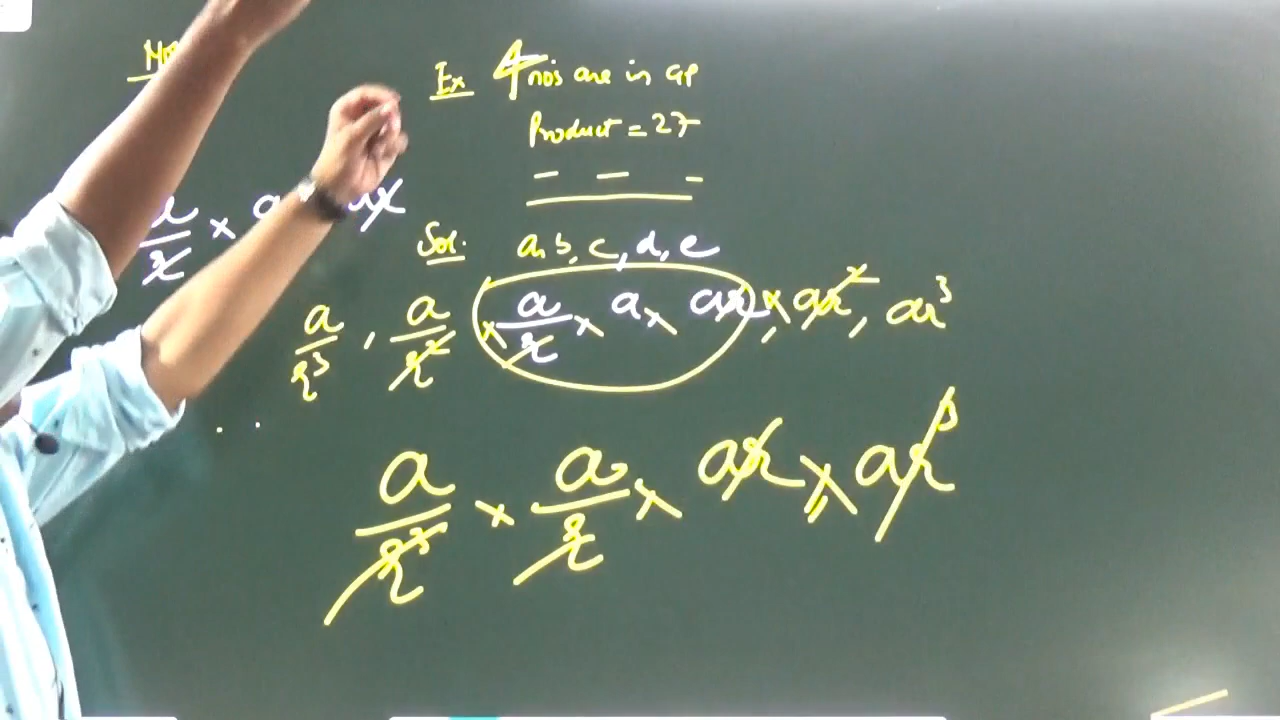 Ex 4 nos are in GP
Product = 27
— — —
Sol: a, b, c, d, e
a/r × a
a/r³ , a/r² × a/r × a × ar × ar² , ar³
a/r³ × a/r × ar × ar³